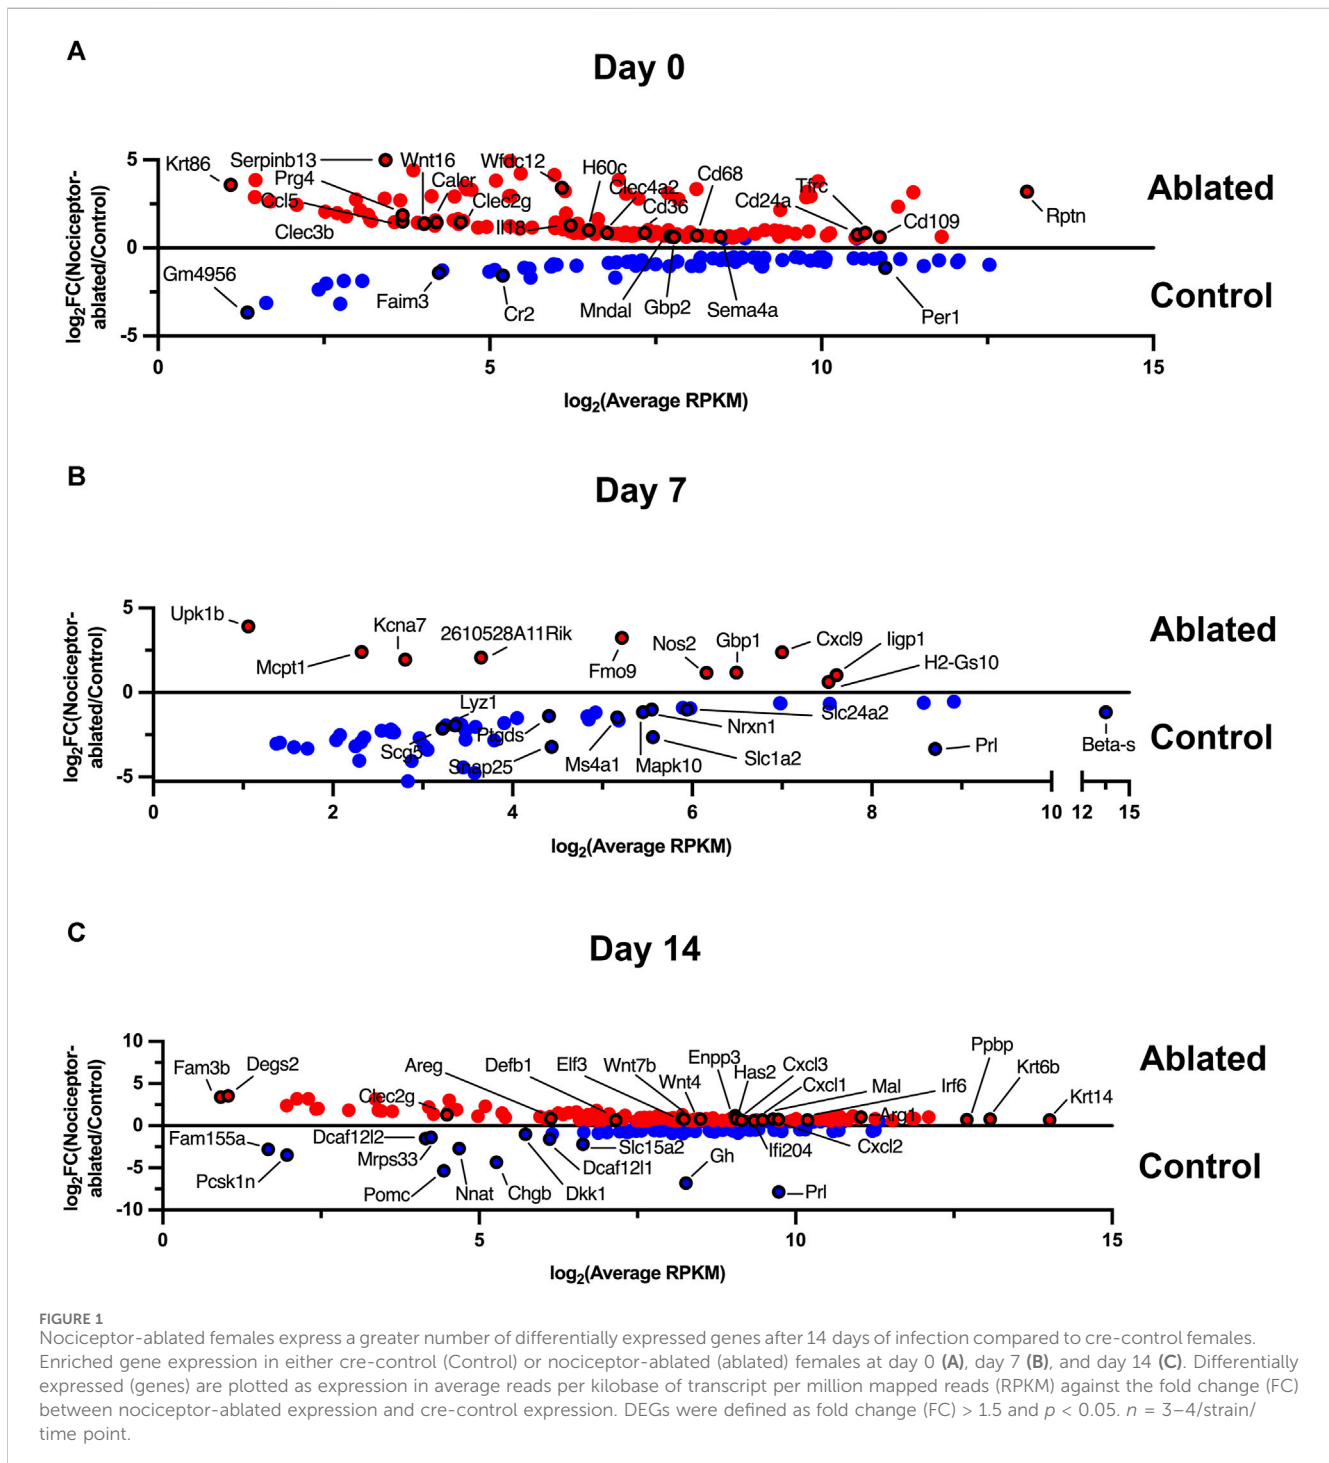 A
Day 0
log2FC(Nociceptor-
ablated/Control)
5
0
-5
Krt86
Serpinb13
Prg4
Ccl5
Clec3b
Wnt16
Calcr
Clec2g
Wfdc12
Il18
H60c
Clec4a2
Cd36
Cd68
Cd24a
Tfrc
Cd109
Rptn
Ablated
Gm4956
Faim3
Cr2
Mndal
Gbp2
Sema4a
Per1
Control
0 5 10 15
log2(Average RPKM)
B
Day 7
log2FC(Nociceptor-
ablated/Control)
5
0
-5
Upk1b
Mcpt1
Kcna7
2610528A11Rik
Fmo9
Nos2
Gbp1
Cxcl9
Iigp1
H2-Gs10
Ablated
Lyz1
Scg5
Ptgds
Snap25
Ms4a1
Mapk10
Nrxn1
Slc1a2
Slc24a2
Prl
Beta-s
Control
0 2 4 6 8 10 12 15
log2(Average RPKM)
C
Day 14
log2FC(Nociceptor-
ablated/Control)
10
5
0
-5
-10
Fam3b
Degs2
Clec2g
Areg
Defb1
Elf3
Wnt7b
Wnt4
Enpp3
Has2
Cxcl3
Cxcl1
Mal
Irf6
Arg1
Ppbp
Krt6b
Krt14
Ablated
Fam155a
Pcsk1n
Dcaf12l2
Mrps33
Pomc
Nnat
Chgb
Dkk1
Dcaf12l1
Slc15a2
Gh
Ifi204
Cxcl2
Prl
Control
0 5 10 15
log2(Average RPKM)
FIGURE 1
Nociceptor-ablated females express a greater number of differentially expressed genes after 14 days of infection compared to cre-control females.
Enriched gene expression in either cre-control (Control) or nociceptor-ablated (ablated) females at day 0 (A), day 7 (B), and day 14 (C). Differentially
expressed (genes) are plotted as expression in average reads per kilobase of transcript per million mapped reads (RPKM) against the fold change (FC)
between nociceptor-ablated expression and cre-control expression. DEGs were defined as fold change (FC) > 1.5 and p < 0.05. n = 3–4/strain/
time point.